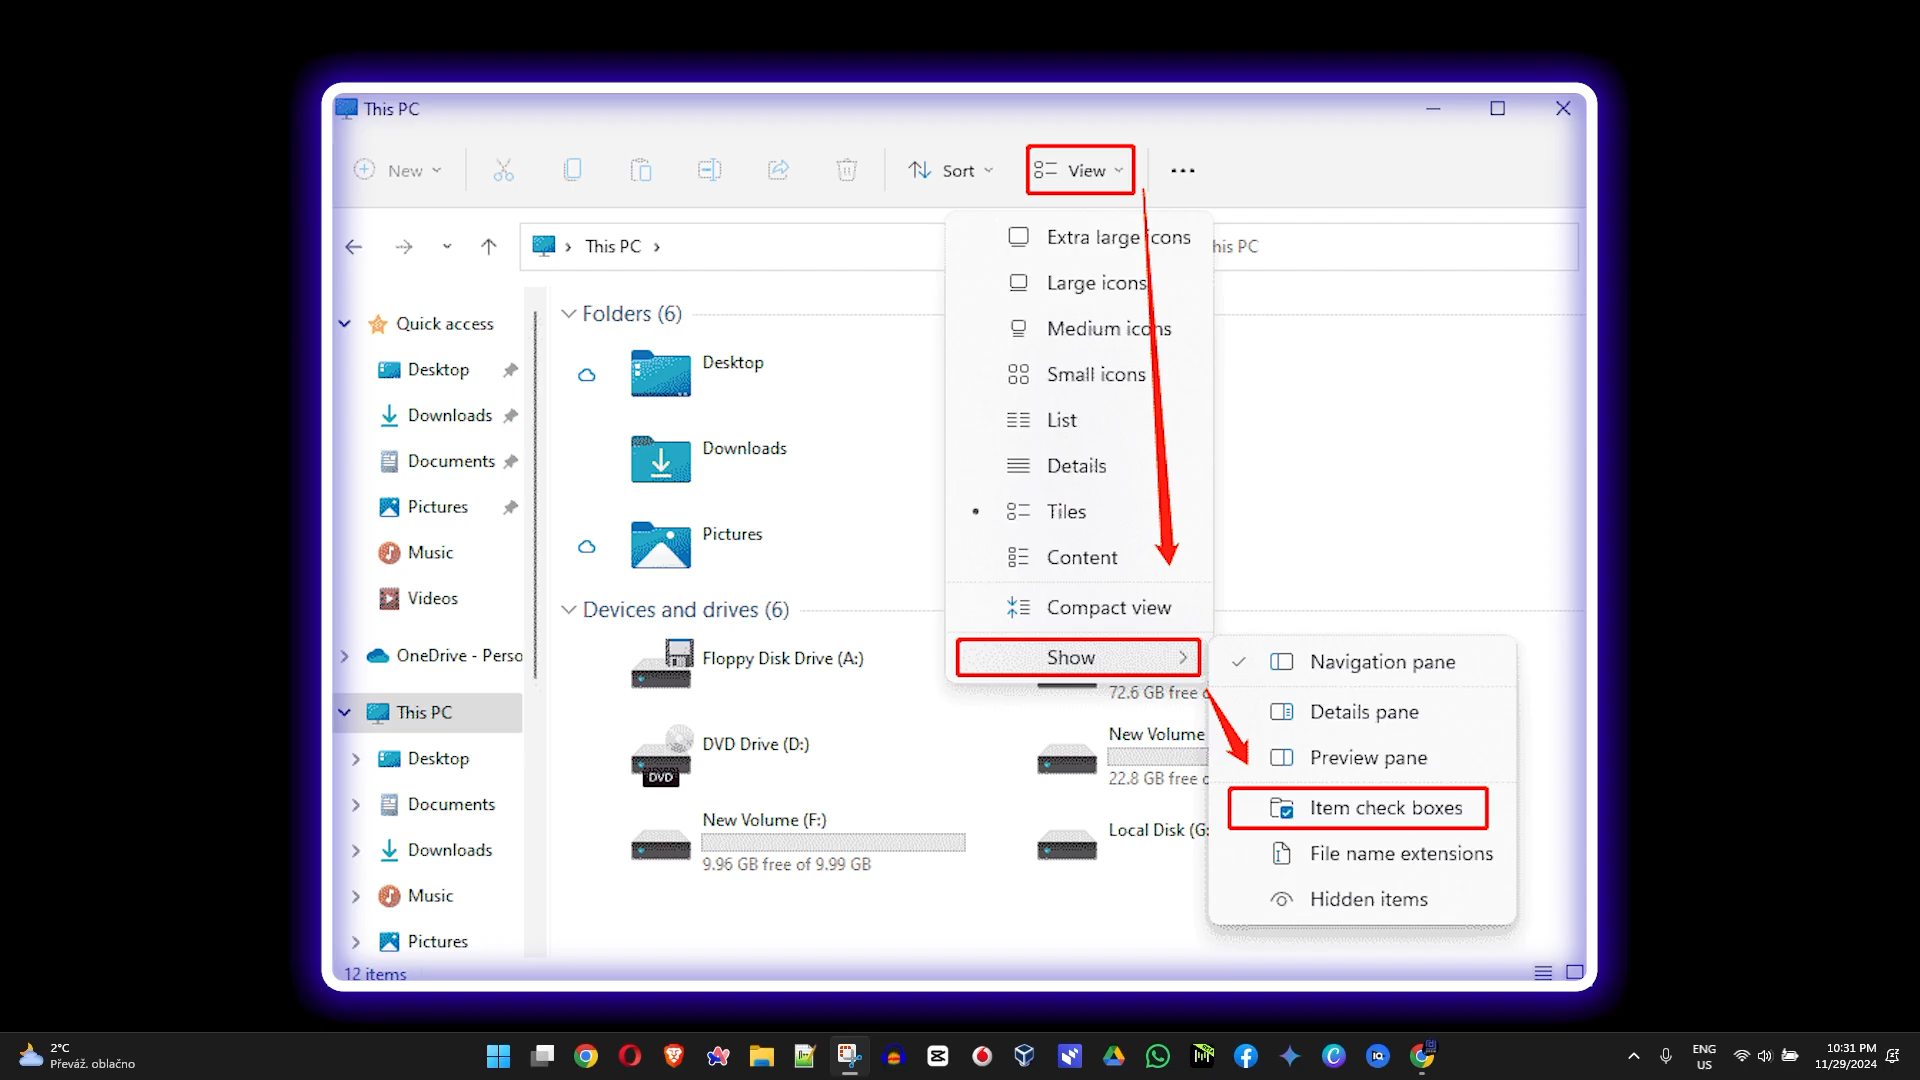 This PC
New
Sort
View
This PC
his PC
Quick access
Desktop
Downloads
Documents
Pictures
Music
Videos
OneDrive - Perso
This PC
Desktop
Documents
Downloads
Music
Pictures
12 items
Folders (6)
Desktop
Downloads
Pictures
Devices and drives (6)
Floppy Disk Drive (A:)
72.6 GB free o
DVD Drive (D:)
DVD
New Volume
22.8 GB free o
New Volume (F:)
9.96 GB free of 9.99 GB
Local Disk (G:
Extra large icons
Large icons
Medium icons
Small icons
List
Details
Tiles
Content
Compact view
Show
Navigation pane
Details pane
Preview pane
Item check boxes
File name extensions
Hidden items
2°C
Převáž. oblačno
ENG
US
10:31 PM
11/29/2024